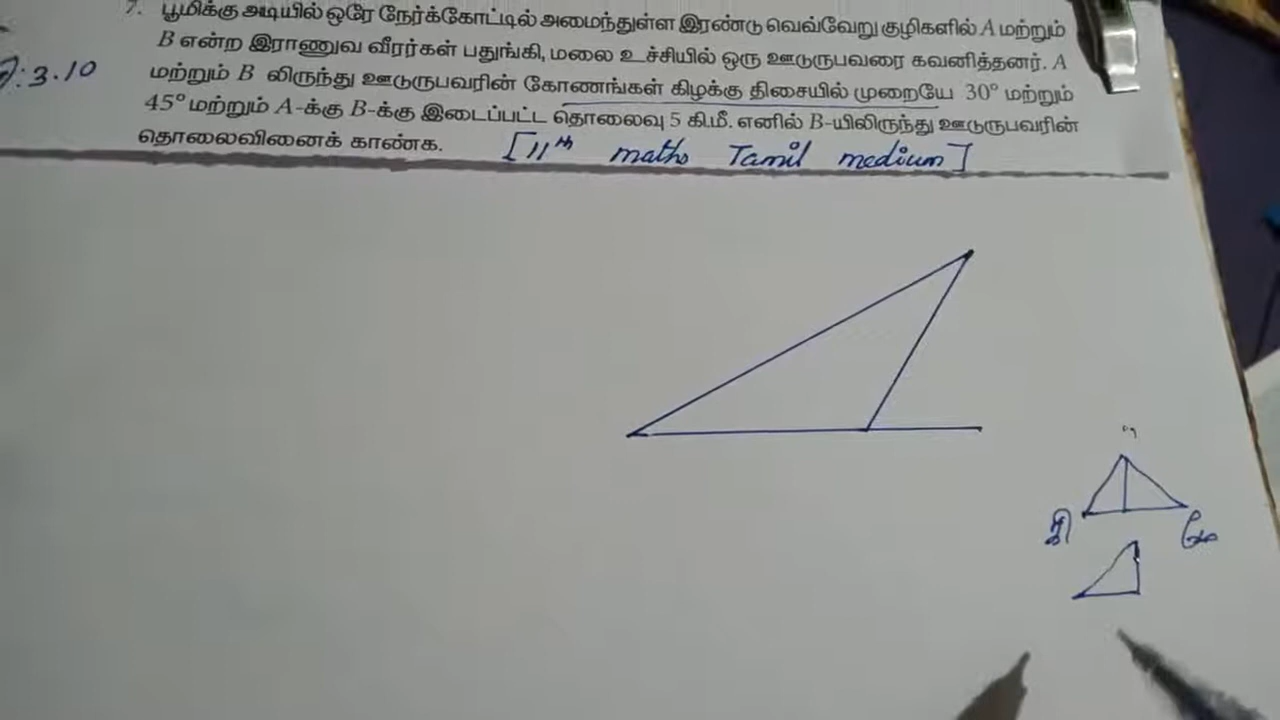 7. பூமிக்கு அடியில் ஒரே நேர்க்கோட்டில் அமைந்துள்ள இரண்டு வெவ்வேறு குழிகளில் A மற்றும்
B என்ற இராணுவ வீரர்கள் பதுங்கி, மலை உச்சியில் ஒரு ஊடுருபவரை கவனித்தனர். A
மற்றும் B லிருந்து ஊடுருபவரின் கோணங்கள் கிழக்கு திசையில் முறையே 30° மற்றும்
45° மற்றும் A-க்கு B-க்கு இடைப்பட்ட தொலைவு 5 கி.மீ. எனில் B-யிலிருந்து ஊடுருபவரின்
தொலைவினைக் காண்க. [11th maths Tamil medium]
: 3.10